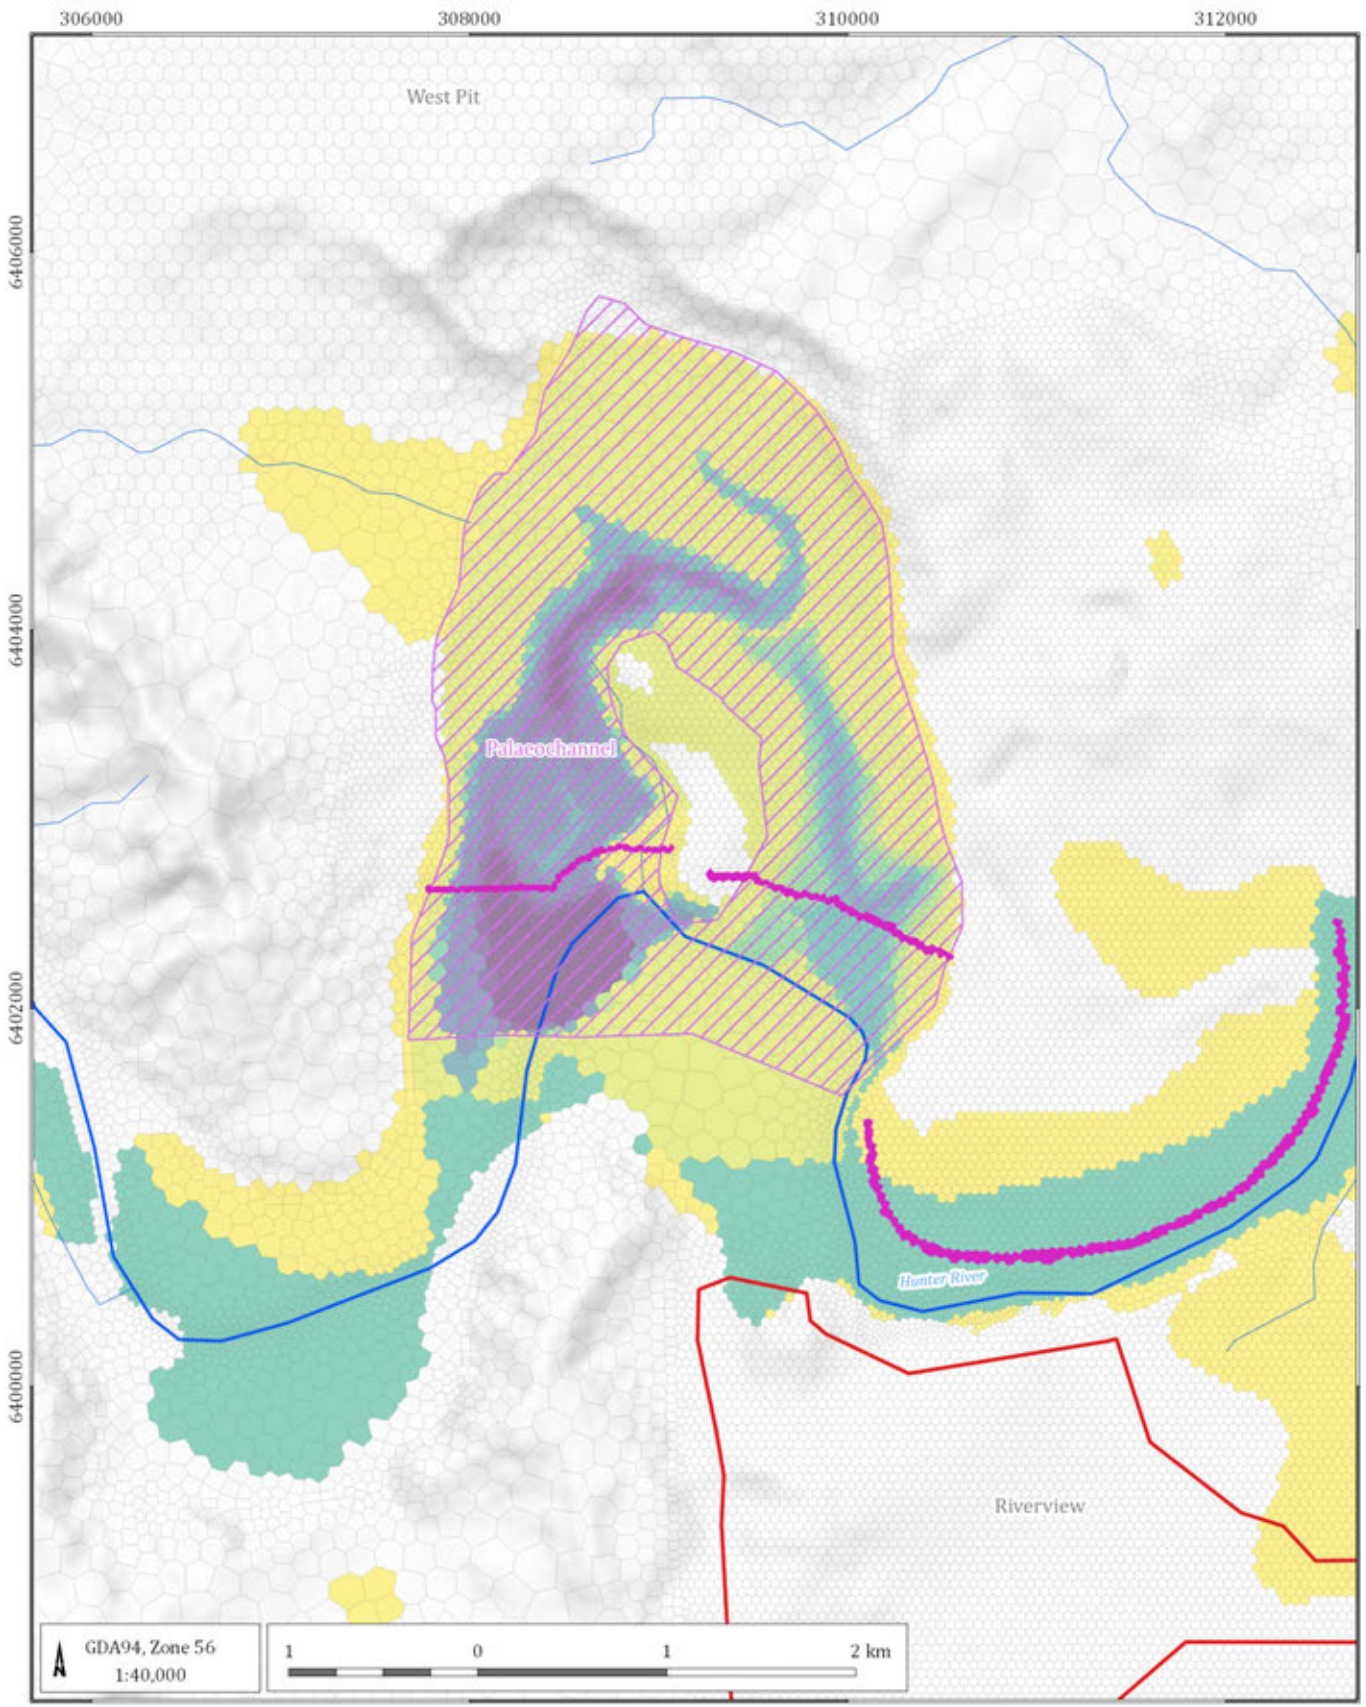 306000 308000 310000 312000
West Pit
6406000
6404000
Palaeochannel
6402000
Hunter River
6400000
Riverview
GDA94, Zone 56
1:40,000
1 0 1 2 km